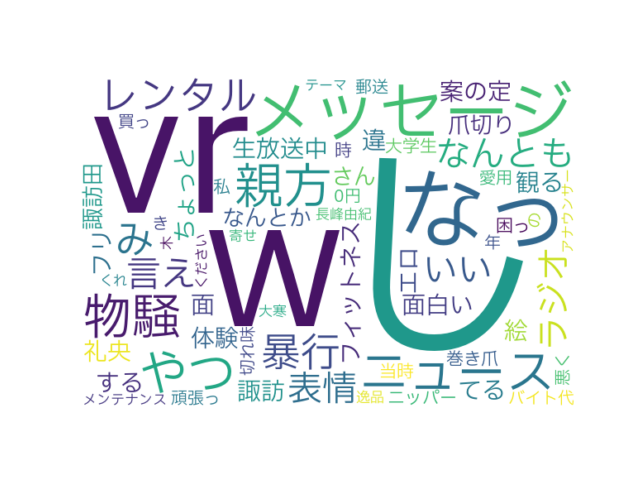 レンタル
テーマ
郵送
案の定
メッセージ
爪切り
買っ
vr
生放送中
時
違
大学生
なんとも
諏訪田
ちょっと
私
親方
さん
0円
愛用
観る
アナウンサー
なっ
なんとか
長峰由紀
困っ
の
フリ
み
き
木
ください
寄せ
w
し
エロ
いい
年
ラジオ
くれ
言え
フィットネス
物騒
面
大寒
面白い
絵
礼央
体験
切れ味
暴行
ニュース
当時
巻き爪
悪く
する
やつ
諏訪
表情
逸品
てる
メンテナンス
頑張っ
ニッパー
バイト代